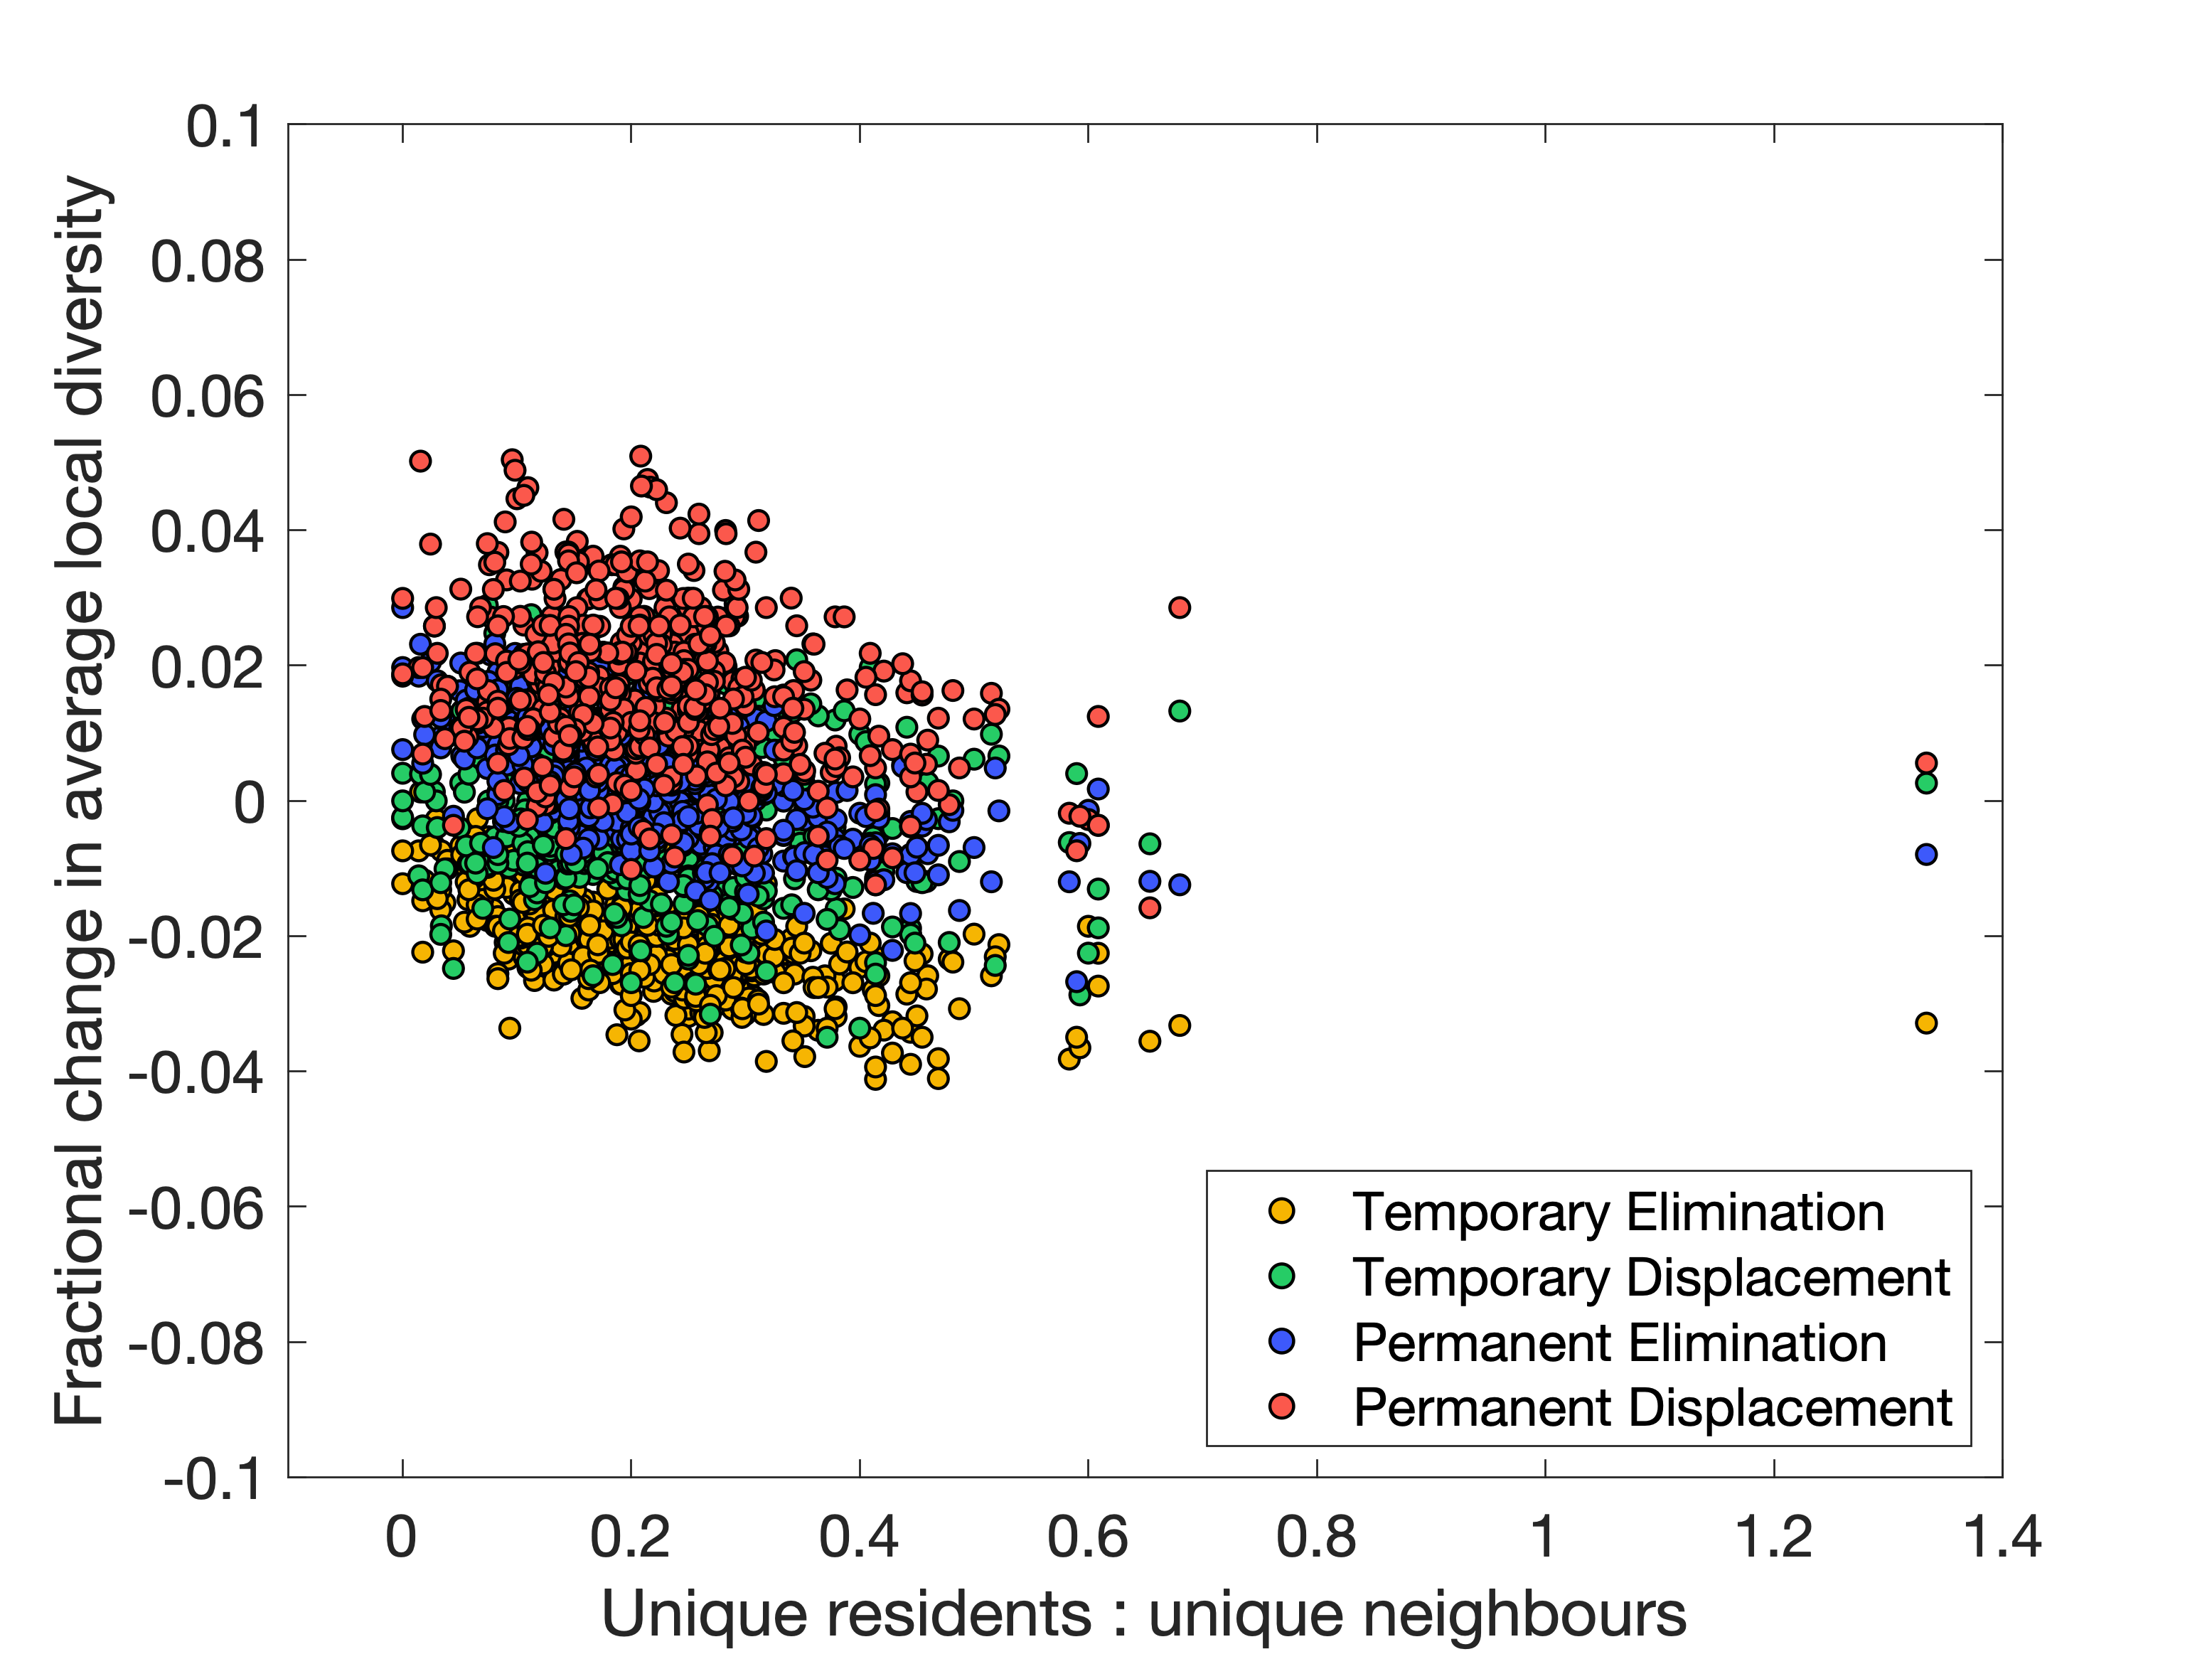 Fractional change in average local diversity
0.1
0.08
0.06
0.04
0.02
0
-0.02
-0.04
-0.06
-0.08
-0.1
Temporary Elimination
Temporary Displacement
Permanent Elimination
Permanent Displacement
0 0.2 0.4 0.6 0.8 1 1.2 1.4
Unique residents : unique neighbours